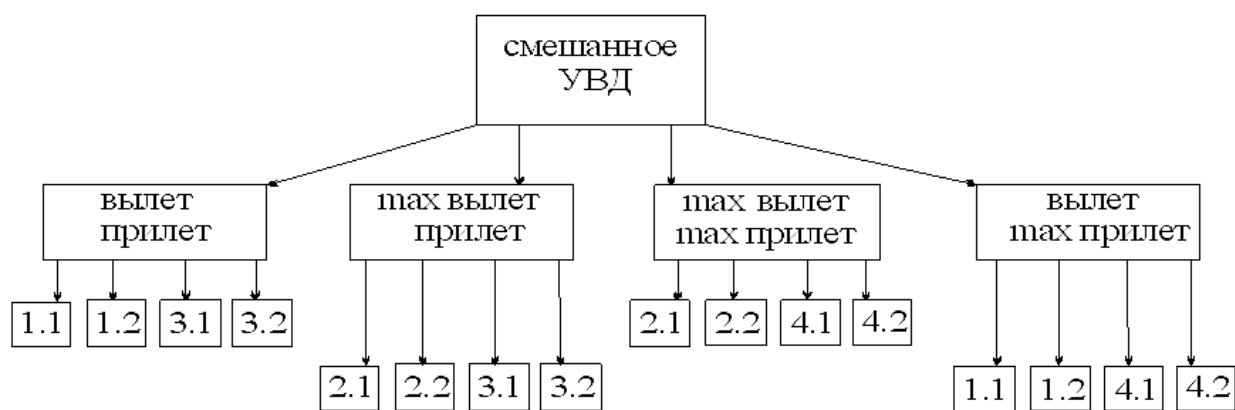 смешанное
УВД
вылет
прилет
max вылет
прилет
max вылет
max прилет
вылет
max прилет
1.1 1.2 3.1 3.2
2.1 2.2 4.1 4.2
2.1 2.2 3.1 3.2
1.1 1.2 4.1 4.2